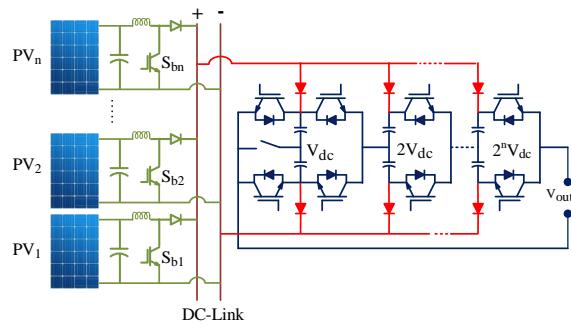 + -
PVn
Sbn
PV2
Sb2
PV1
Sb1
DC-Link
Vdc
2Vdc
2ⁿVdc
Vout